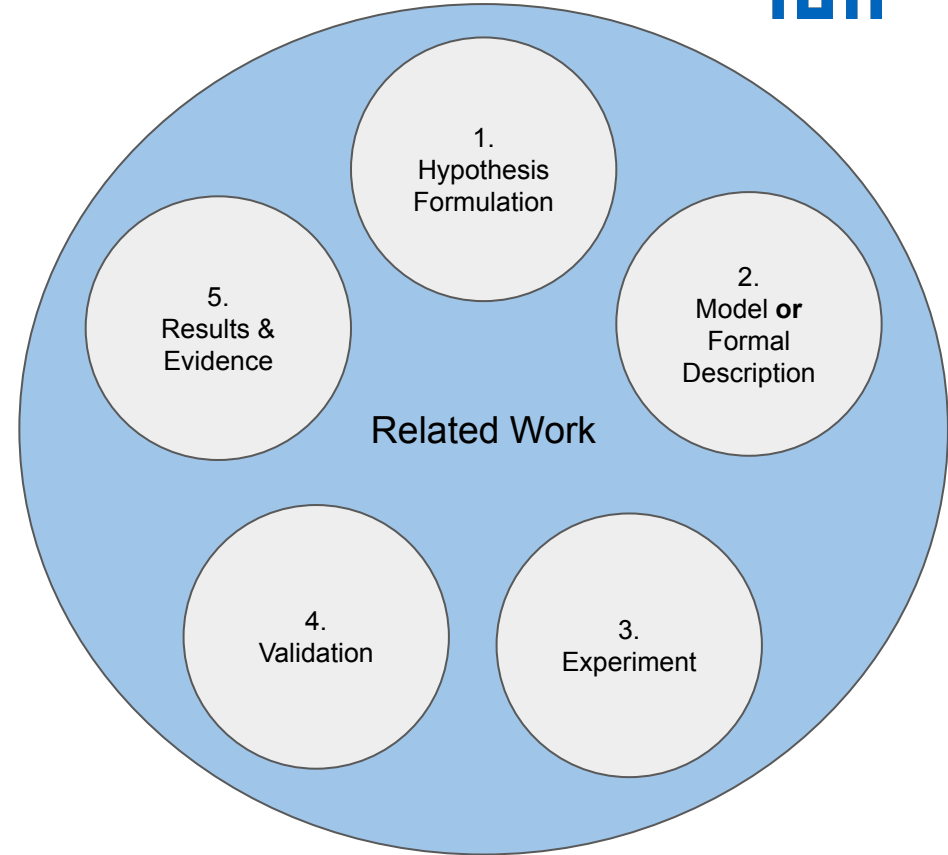 1.
Hypothesis
Formulation
2.
Model or
Formal
Description
3.
Experiment
4.
Validation
5.
Results &
Evidence
Related Work